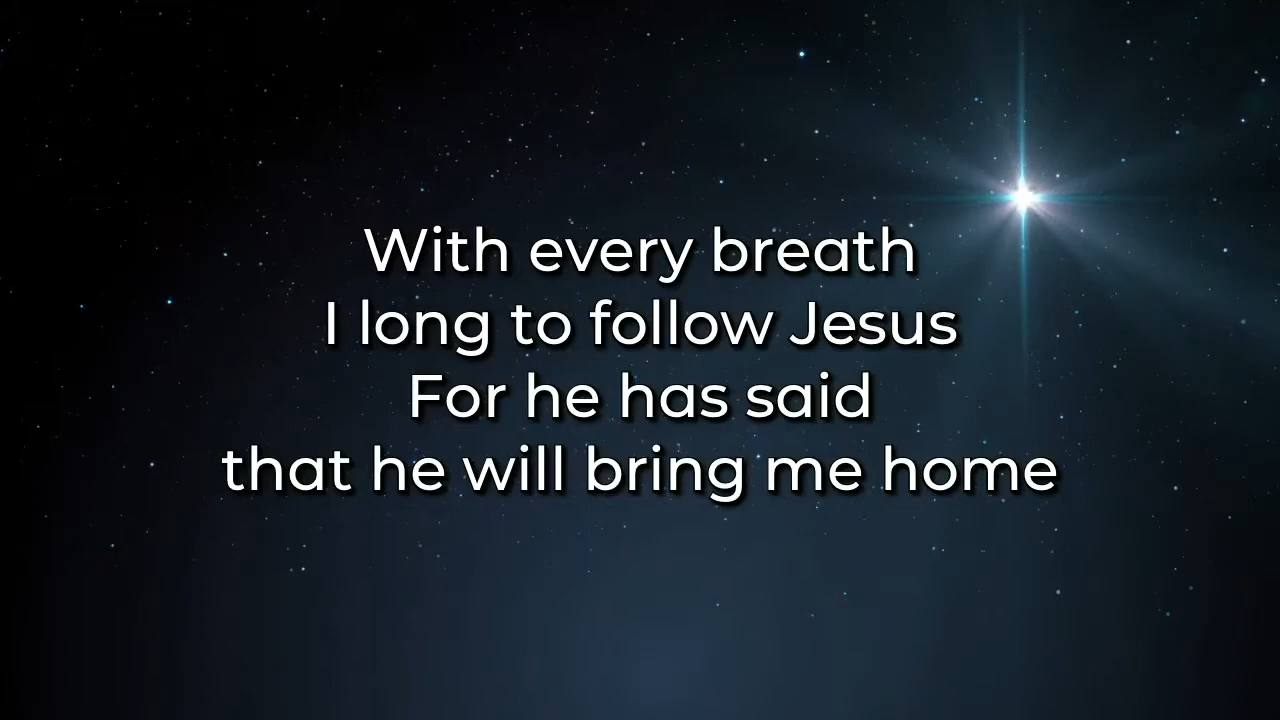 With every breath
I long to follow Jesus
For he has said
that he will bring me home